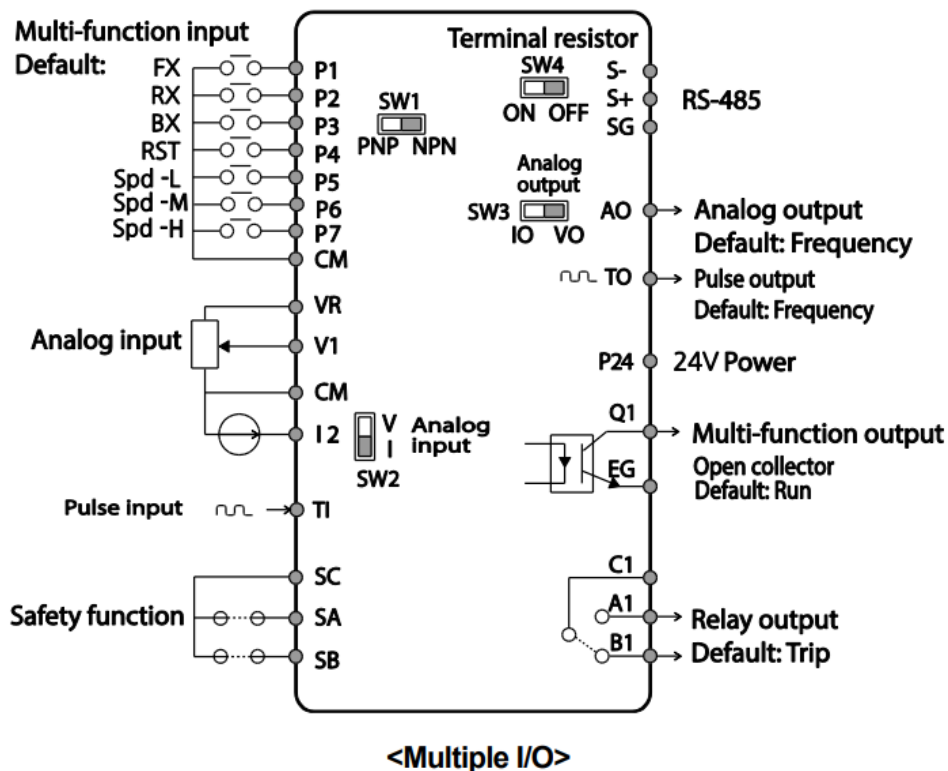 Multi-function input
Default:
FX
RX
BX
RST
Spd -L
Spd -M
Spd -H
P1
P2
P3
P4
P5
P6
P7
CM
SW1
PNP NPN
Terminal resistor
SW4
ON OFF
S-
S+
SG
RS-485
Analog
output
SW3
IO VO
AO
Analog output
Default: Frequency
TO
Pulse output
Default: Frequency
Analog input
VR
V1
CM
I 2
V
I
Analog
input
SW2
P24
24V Power
Q1
EG
Multi-function output
Open collector
Default: Run
Pulse input
TI
Safety function
SC
SA
SB
C1
A1
B1
Relay output
Default: Trip
<Multiple I/O>